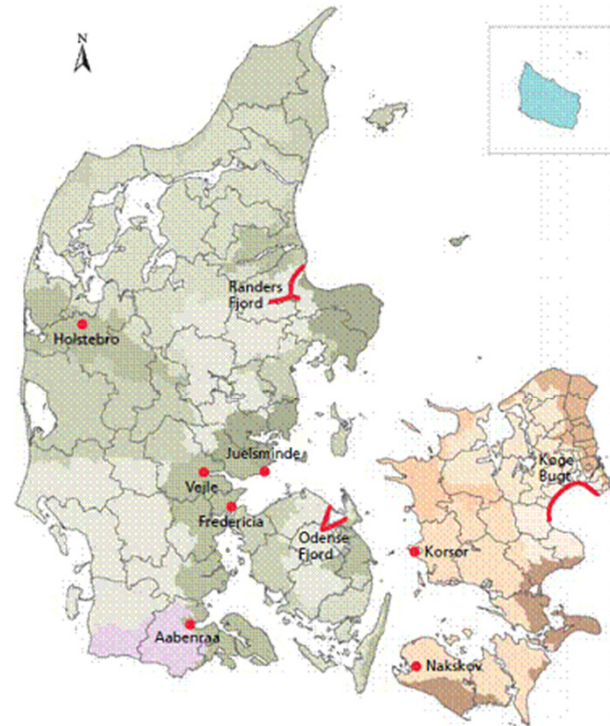 N
Randers
Fjord
Holstebro
Køge
Bugt
Juelsminde
Vejle
Fredericia
Odense
Fjord
Korsør
Aabenraa
Nakskov